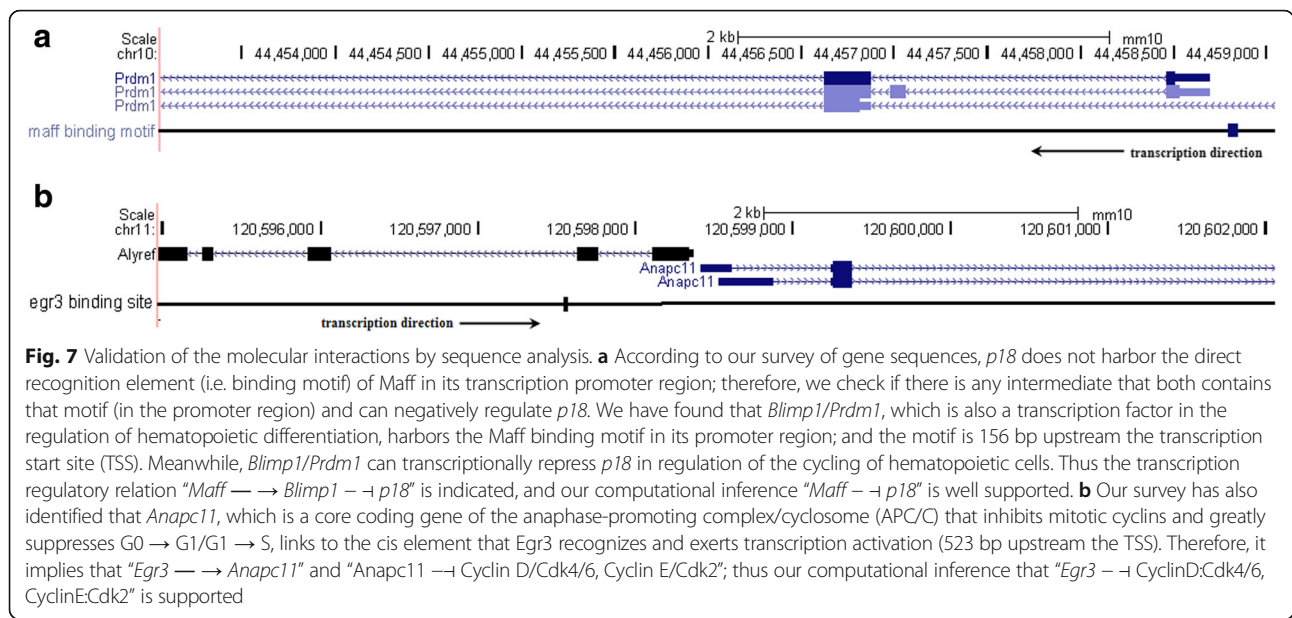 a
Scale 2 kb mm10
chr10: 44,454,000 44,454,500 44,455,000 44,455,500 44,456,000 44,456,500 44,457,000 44,457,500 44,458,000 44,458,500 44,459,000
Prdm1
Prdm1
Prdm1
maff binding motif
transcription direction
b
Scale 2 kb mm10
chr11: 120,596,000 120,597,000 120,598,000 120,599,000 120,600,000 120,601,000 120,602,000
Alyref
Anapc11
Anapc11
egr3 binding site
transcription direction
Fig. 7 Validation of the molecular interactions by sequence analysis. a According to our survey of gene sequences, p18 does not harbor the direct
recognition element (i.e. binding motif) of Maff in its transcription promoter region; therefore, we check if there is any intermediate that both contains
that motif (in the promoter region) and can negatively regulate p18. We have found that Blimp1/Prdm1, which is also a transcription factor in the
regulation of hematopoietic differentiation, harbors the Maff binding motif in its promoter region; and the motif is 156 bp upstream the transcription
start site (TSS). Meanwhile, Blimp1/Prdm1 can transcriptionally repress p18 in regulation of the cycling of hematopoietic cells. Thus the transcription
regulatory relation “Maff — → Blimp1 − ⊣ p18” is indicated, and our computational inference “Maff − ⊣ p18” is well supported. b Our survey has also
identified that Anapc11, which is a core coding gene of the anaphase-promoting complex/cyclosome (APC/C) that inhibits mitotic cyclins and greatly
suppresses G0 → G1/G1 → S, links to the cis element that Egr3 recognizes and exerts transcription activation (523 bp upstream the TSS). Therefore, it
implies that “Egr3 — → Anapc11” and “Anapc11 −⊣ Cyclin D/Cdk4/6, Cyclin E/Cdk2”; thus our computational inference that “Egr3 − ⊣ CyclinD:Cdk4/6,
CyclinE:Cdk2” is supported